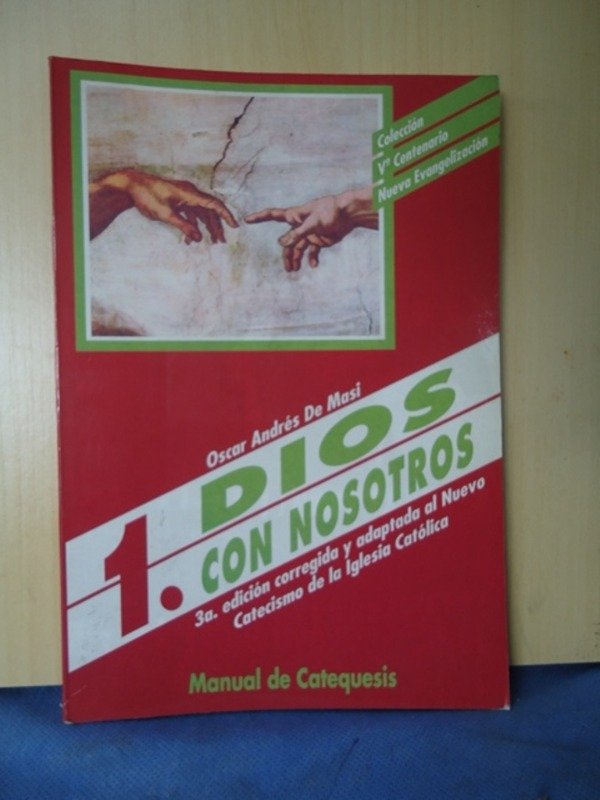 Colección
Vº Centenario
Nueva Evangelización
Oscar Andrés De Masi
1. DIOS
CON NOSOTROS
3a. edición corregida y adaptada al Nuevo
Catecismo de la Iglesia Católica
Manual de Catequesis